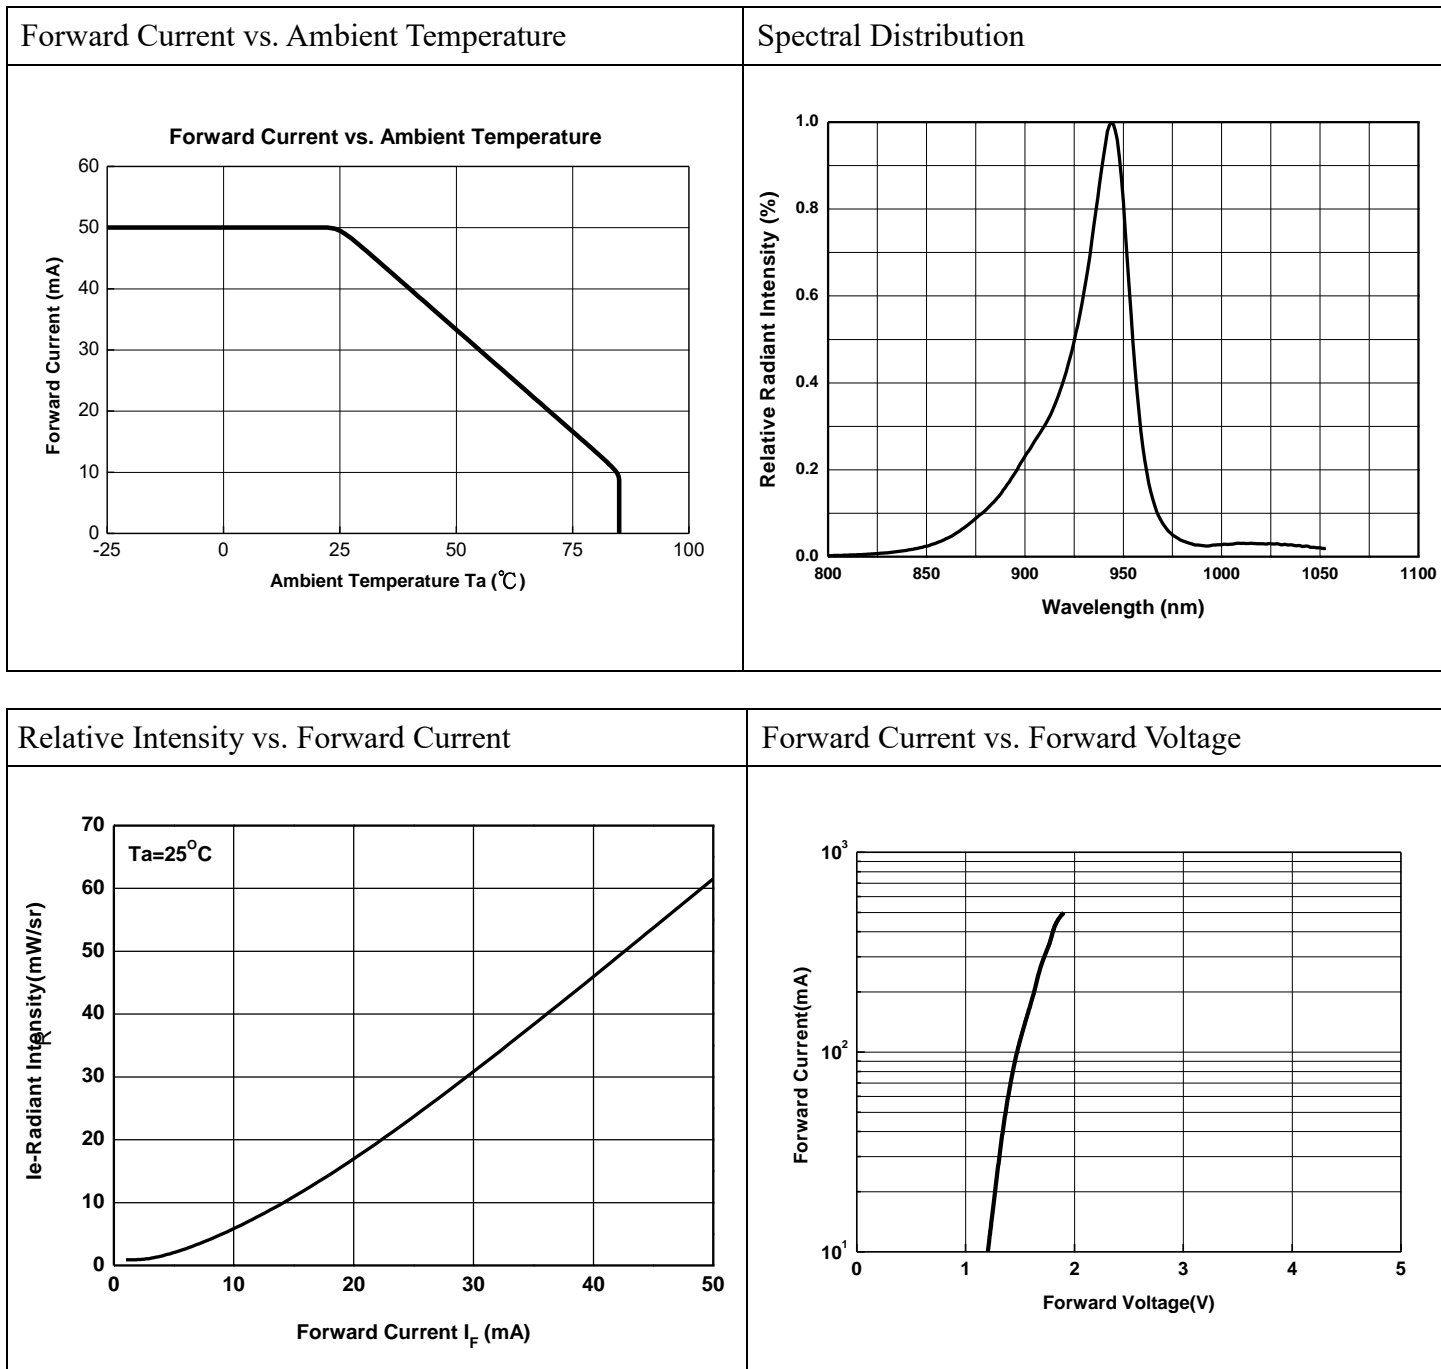 Forward Current vs. Ambient Temperature
Spectral Distribution
Forward Current vs. Ambient Temperature
60
50
40
30
20
10
0
-25 0 25 50 75 100
Forward Current (mA)
Ambient Temperature Ta (℃)
1.0
0.8
0.6
0.4
0.2
0.0
800 850 900 950 1000 1050 1100
Relative Radiant Intensity (%)
Wavelength (nm)
Relative Intensity vs. Forward Current
Forward Current vs. Forward Voltage
70
60
50
40
30
20
10
0
Ta=25°C
0 10 20 30 40 50
Ie-Radiant Intensity(mW/sr)
R
Forward Current I_F (mA)
10³
10²
10¹
0 1 2 3 4 5
Forward Current(mA)
Forward Voltage(V)